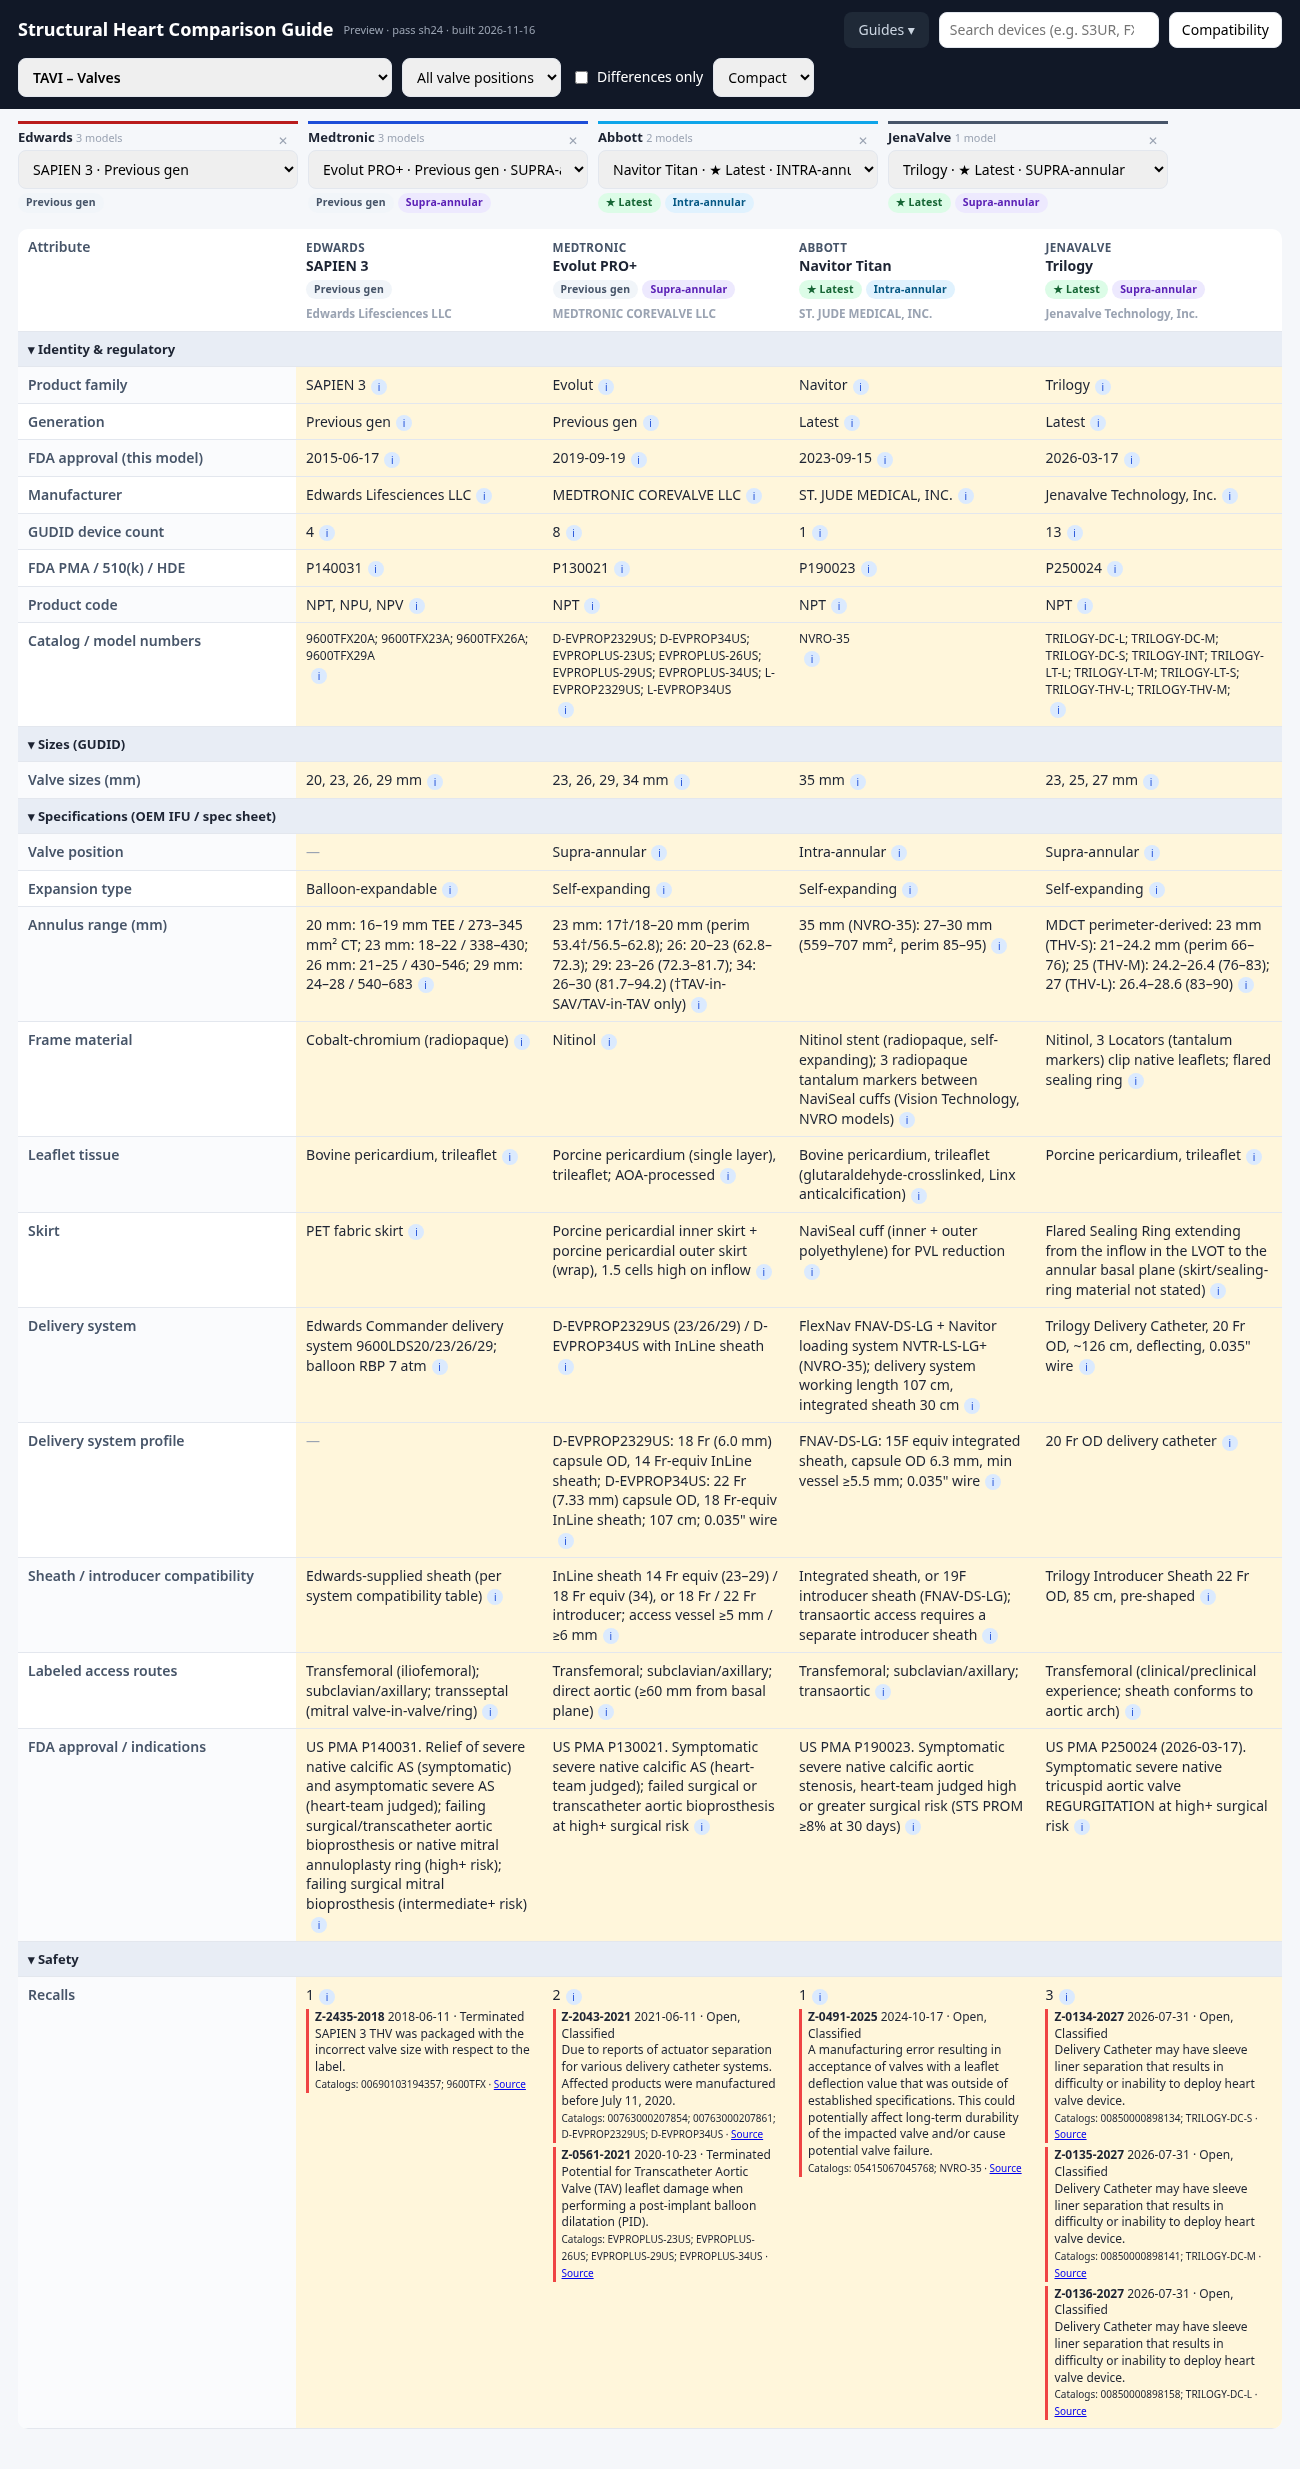 Structural Heart Comparison Guide Preview · pass sh24 · built 2026-11-16
Guides ▾ Search devices (e.g. S3UR, FX Compatibility
TAVI – Valves All valve positions Differences only Compact
Edwards 3 models ×
SAPIEN 3 · Previous gen
Previous gen
Medtronic 3 models ×
Evolut PRO+ · Previous gen · SUPRA-a
Previous gen Supra-annular
Abbott 2 models ×
Navitor Titan · ★ Latest · INTRA-annu
★ Latest Intra-annular
JenaValve 1 model ×
Trilogy · ★ Latest · SUPRA-annular
★ Latest Supra-annular
Attribute
EDWARDS
SAPIEN 3
Previous gen
Edwards Lifesciences LLC
MEDTRONIC
Evolut PRO+
Previous gen Supra-annular
MEDTRONIC COREVALVE LLC
ABBOTT
Navitor Titan
★ Latest Intra-annular
ST. JUDE MEDICAL, INC.
JENAVALVE
Trilogy
★ Latest Supra-annular
Jenavalve Technology, Inc.
▾ Identity & regulatory
Product family SAPIEN 3 i Evolut i Navitor i Trilogy i
Generation Previous gen i Previous gen i Latest i Latest i
FDA approval (this model) 2015-06-17 i 2019-09-19 i 2023-09-15 i 2026-03-17 i
Manufacturer Edwards Lifesciences LLC i MEDTRONIC COREVALVE LLC i ST. JUDE MEDICAL, INC. i Jenavalve Technology, Inc. i
GUDID device count 4 i 8 i 1 i 13 i
FDA PMA / 510(k) / HDE P140031 i P130021 i P190023 i P250024 i
Product code NPT, NPU, NPV i NPT i NPT i NPT i
Catalog / model numbers
9600TFX20A; 9600TFX23A; 9600TFX26A;
9600TFX29A
i
D-EVPROP2329US; D-EVPROP34US;
EVPROPLUS-23US; EVPROPLUS-26US;
EVPROPLUS-29US; EVPROPLUS-34US; L-
EVPROP2329US; L-EVPROP34US
i
NVRO-35
i
TRILOGY-DC-L; TRILOGY-DC-M;
TRILOGY-DC-S; TRILOGY-INT; TRILOGY-
LT-L; TRILOGY-LT-M; TRILOGY-LT-S;
TRILOGY-THV-L; TRILOGY-THV-M;
i
▾ Sizes (GUDID)
Valve sizes (mm) 20, 23, 26, 29 mm i 23, 26, 29, 34 mm i 35 mm i 23, 25, 27 mm i
▾ Specifications (OEM IFU / spec sheet)
Valve position — Supra-annular i Intra-annular i Supra-annular i
Expansion type Balloon-expandable i Self-expanding i Self-expanding i Self-expanding i
Annulus range (mm)
20 mm: 16–19 mm TEE / 273–345
mm² CT; 23 mm: 18–22 / 338–430;
26 mm: 21–25 / 430–546; 29 mm:
24–28 / 540–683 i
23 mm: 17†/18–20 mm (perim
53.4†/56.5–62.8); 26: 20–23 (62.8–
72.3); 29: 23–26 (72.3–81.7); 34:
26–30 (81.7–94.2) (†TAV-in-
SAV/TAV-in-TAV only) i
35 mm (NVRO-35): 27–30 mm
(559–707 mm², perim 85–95) i
MDCT perimeter-derived: 23 mm
(THV-S): 21–24.2 mm (perim 66–
76); 25 (THV-M): 24.2–26.4 (76–83);
27 (THV-L): 26.4–28.6 (83–90) i
Frame material
Cobalt-chromium (radiopaque) i
Nitinol i
Nitinol stent (radiopaque, self-
expanding); 3 radiopaque
tantalum markers between
NaviSeal cuffs (Vision Technology,
NVRO models) i
Nitinol, 3 Locators (tantalum
markers) clip native leaflets; flared
sealing ring i
Leaflet tissue
Bovine pericardium, trileaflet i
Porcine pericardium (single layer),
trileaflet; AOA-processed i
Bovine pericardium, trileaflet
(glutaraldehyde-crosslinked, Linx
anticalcification) i
Porcine pericardium, trileaflet i
Skirt
PET fabric skirt i
Porcine pericardial inner skirt +
porcine pericardial outer skirt
(wrap), 1.5 cells high on inflow i
NaviSeal cuff (inner + outer
polyethylene) for PVL reduction
i
Flared Sealing Ring extending
from the inflow in the LVOT to the
annular basal plane (skirt/sealing-
ring material not stated) i
Delivery system
Edwards Commander delivery
system 9600LDS20/23/26/29;
balloon RBP 7 atm i
D-EVPROP2329US (23/26/29) / D-
EVPROP34US with InLine sheath
i
FlexNav FNAV-DS-LG + Navitor
loading system NVTR-LS-LG+
(NVRO-35); delivery system
working length 107 cm,
integrated sheath 30 cm i
Trilogy Delivery Catheter, 20 Fr
OD, ~126 cm, deflecting, 0.035"
wire i
Delivery system profile
—
D-EVPROP2329US: 18 Fr (6.0 mm)
capsule OD, 14 Fr-equiv InLine
sheath; D-EVPROP34US: 22 Fr
(7.33 mm) capsule OD, 18 Fr-equiv
InLine sheath; 107 cm; 0.035" wire
i
FNAV-DS-LG: 15F equiv integrated
sheath, capsule OD 6.3 mm, min
vessel ≥5.5 mm; 0.035" wire i
20 Fr OD delivery catheter i
Sheath / introducer compatibility
Edwards-supplied sheath (per
system compatibility table) i
InLine sheath 14 Fr equiv (23–29) /
18 Fr equiv (34), or 18 Fr / 22 Fr
introducer; access vessel ≥5 mm /
≥6 mm i
Integrated sheath, or 19F
introducer sheath (FNAV-DS-LG);
transaortic access requires a
separate introducer sheath i
Trilogy Introducer Sheath 22 Fr
OD, 85 cm, pre-shaped i
Labeled access routes
Transfemoral (iliofemoral);
subclavian/axillary; transseptal
(mitral valve-in-valve/ring) i
Transfemoral; subclavian/axillary;
direct aortic (≥60 mm from basal
plane) i
Transfemoral; subclavian/axillary;
transaortic i
Transfemoral (clinical/preclinical
experience; sheath conforms to
aortic arch) i
FDA approval / indications
US PMA P140031. Relief of severe
native calcific AS (symptomatic)
and asymptomatic severe AS
(heart-team judged); failing
surgical/transcatheter aortic
bioprosthesis or native mitral
annuloplasty ring (high+ risk);
failing surgical mitral
bioprosthesis (intermediate+ risk)
i
US PMA P130021. Symptomatic
severe native calcific AS (heart-
team judged); failed surgical or
transcatheter aortic bioprosthesis
at high+ surgical risk i
US PMA P190023. Symptomatic
severe native calcific aortic
stenosis, heart-team judged high
or greater surgical risk (STS PROM
≥8% at 30 days) i
US PMA P250024 (2026-03-17).
Symptomatic severe native
tricuspid aortic valve
REGURGITATION at high+ surgical
risk i
▾ Safety
Recalls
1 i
Z-2435-2018 2018-06-11 · Terminated
SAPIEN 3 THV was packaged with the
incorrect valve size with respect to the
label.
Catalogs: 00690103194357; 9600TFX · Source
2 i
Z-2043-2021 2021-06-11 · Open,
Classified
Due to reports of actuator separation
for various delivery catheter systems.
Affected products were manufactured
before July 11, 2020.
Catalogs: 00763000207854; 00763000207861;
D-EVPROP2329US; D-EVPROP34US · Source
Z-0561-2021 2020-10-23 · Terminated
Potential for Transcatheter Aortic
Valve (TAV) leaflet damage when
performing a post-implant balloon
dilatation (PID).
Catalogs: EVPROPLUS-23US; EVPROPLUS-
26US; EVPROPLUS-29US; EVPROPLUS-34US ·
Source
1 i
Z-0491-2025 2024-10-17 · Open,
Classified
A manufacturing error resulting in
acceptance of valves with a leaflet
deflection value that was outside of
established specifications. This could
potentially affect long-term durability
of the impacted valve and/or cause
potential valve failure.
Catalogs: 05415067045768; NVRO-35 · Source
3 i
Z-0134-2027 2026-07-31 · Open,
Classified
Delivery Catheter may have sleeve
liner separation that results in
difficulty or inability to deploy heart
valve device.
Catalogs: 00850000898134; TRILOGY-DC-S ·
Source
Z-0135-2027 2026-07-31 · Open,
Classified
Delivery Catheter may have sleeve
liner separation that results in
difficulty or inability to deploy heart
valve device.
Catalogs: 00850000898141; TRILOGY-DC-M ·
Source
Z-0136-2027 2026-07-31 · Open,
Classified
Delivery Catheter may have sleeve
liner separation that results in
difficulty or inability to deploy heart
valve device.
Catalogs: 00850000898158; TRILOGY-DC-L ·
Source